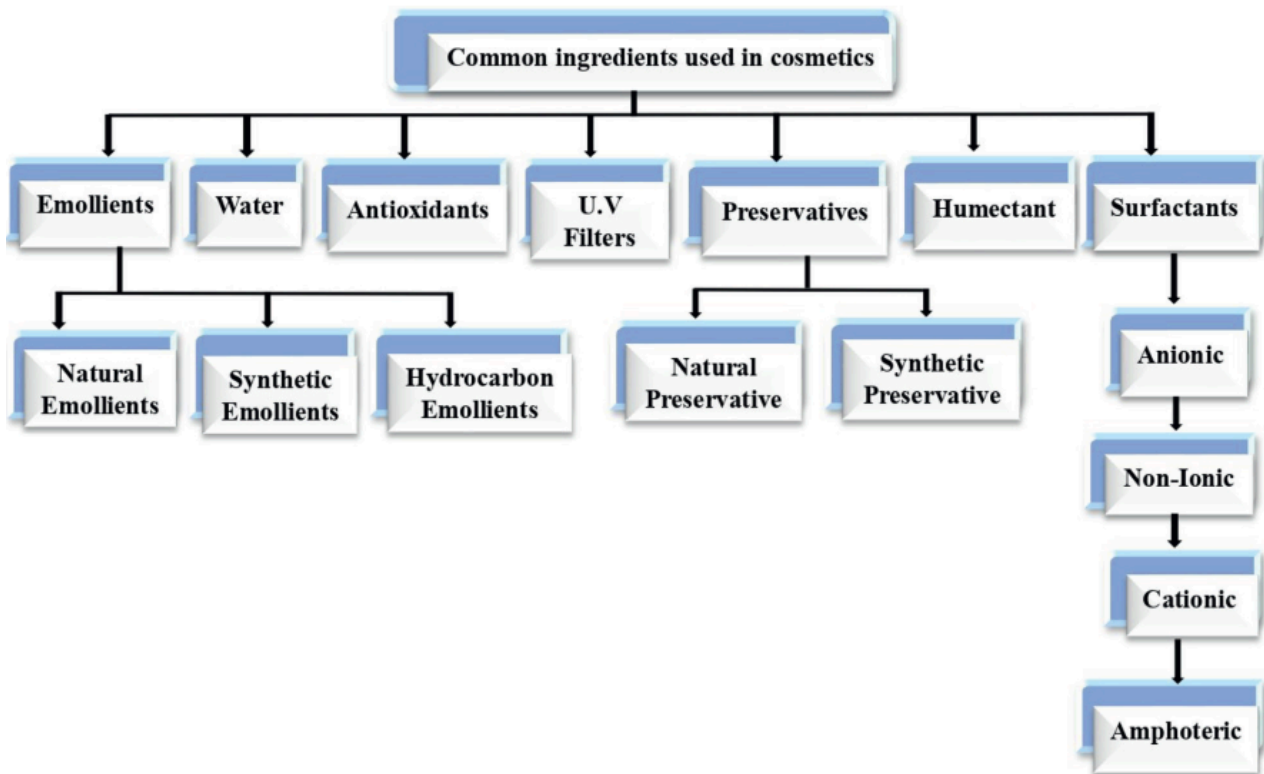 Common ingredients used in cosmetics
Emollients
Water
Antioxidants
U.V
Filters
Preservatives
Humectant
Surfactants
Natural
Emollients
Synthetic
Emollients
Hydrocarbon
Emollients
Natural
Preservative
Synthetic
Preservative
Anionic
Non-Ionic
Cationic
Amphoteric